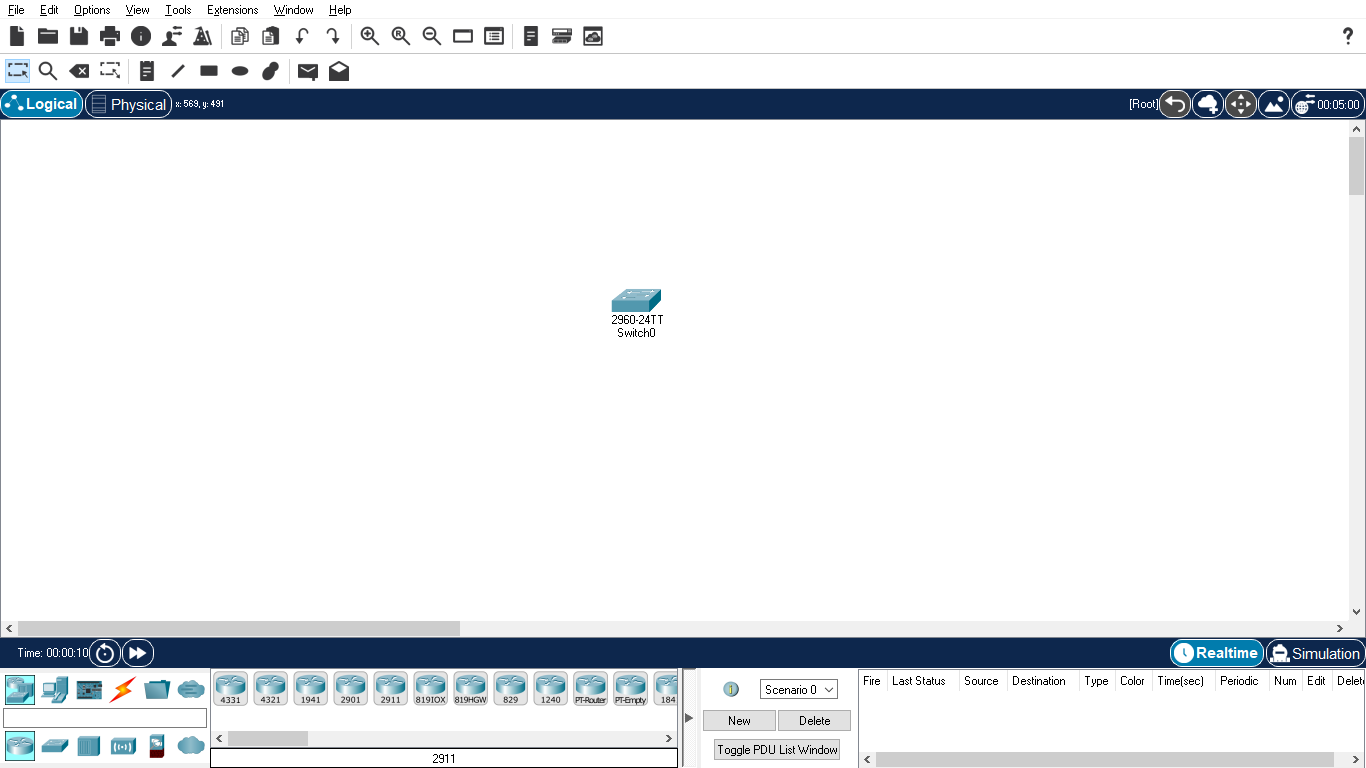 File Edit Options View Tools Extensions Window Help
?
Logical Physical x: 569, y: 491 [Root] 00:05:00
2960-24TT
Switch0
Time: 00:00:10 Realtime Simulation
4331 4321 1941 2901 2911 819IOX 819HGW 829 1240 PT-Router PT-Empty 184
2911
Scenario 0
New Delete
Toggle PDU List Window
Fire Last Status Source Destination Type Color Time(sec) Periodic Num Edit Delete